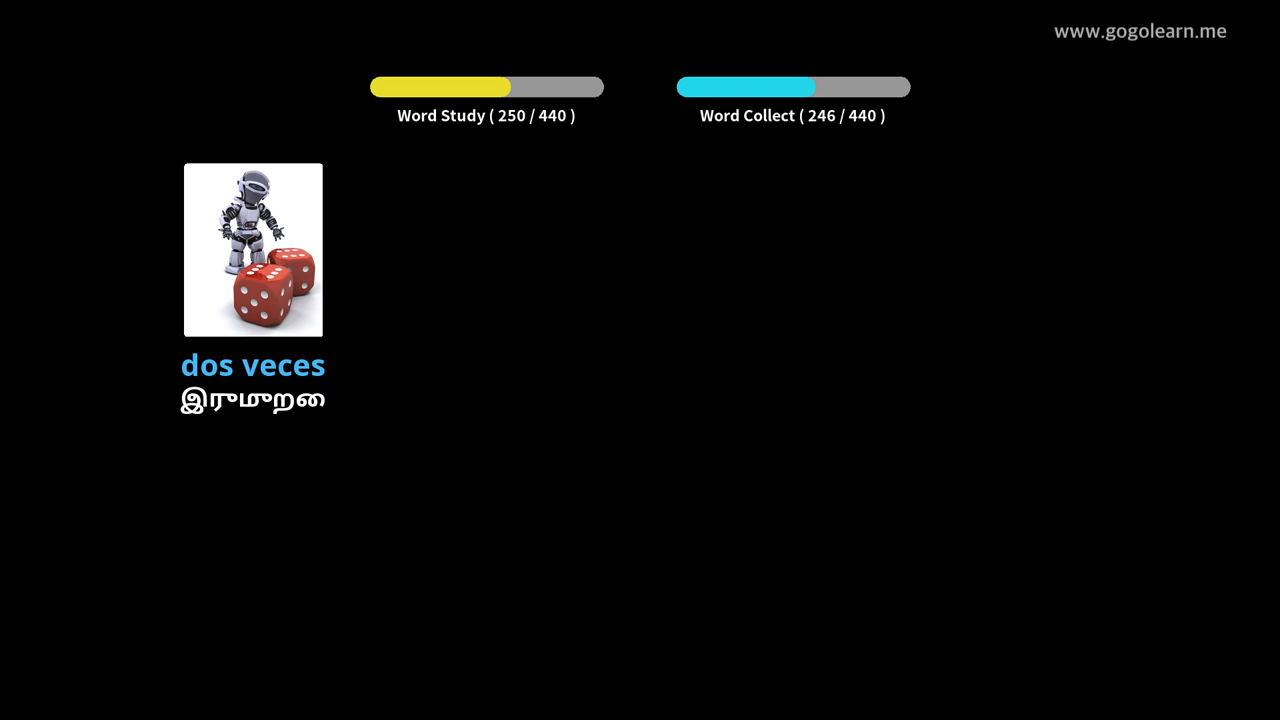 www.gogolearn.me
Word Study ( 250 / 440 )
Word Collect ( 246 / 440 )
dos veces
இருமுறை